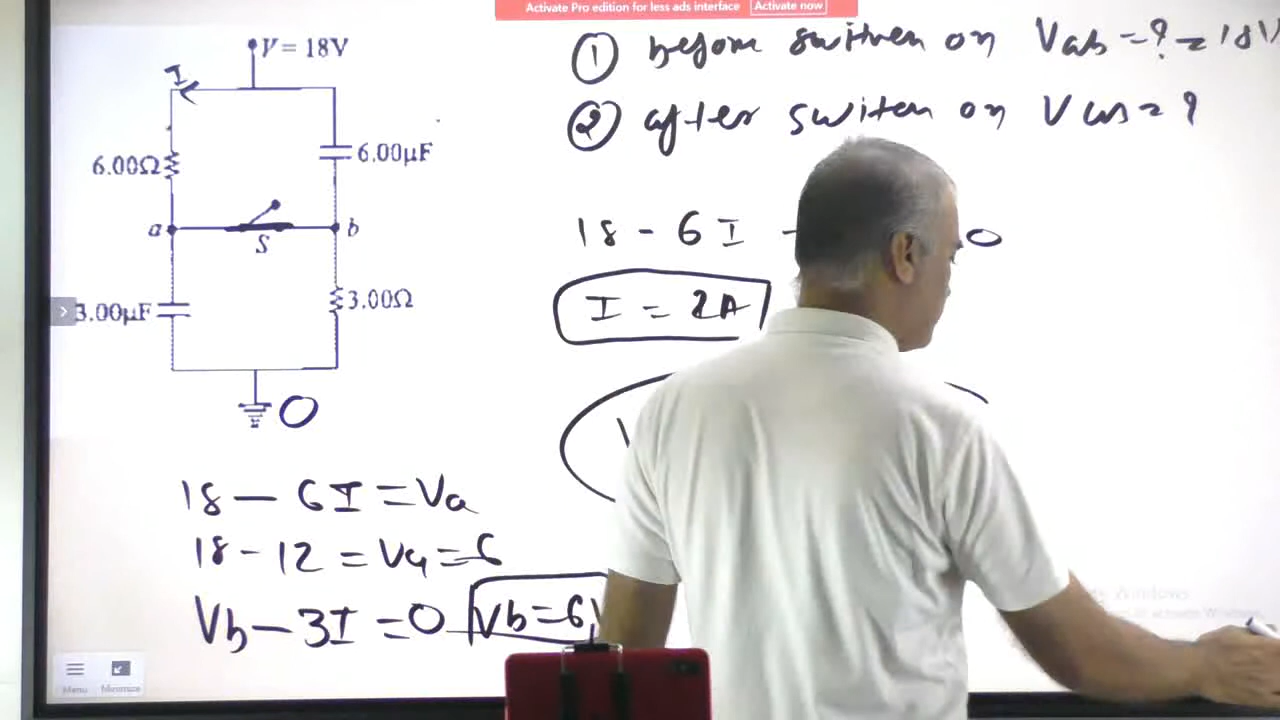 Activate Pro edition for less ads interface Activate now
V = 18V
I
6.00Ω
6.00μF
a
S
b
3.00μF
3.00Ω
0
18 - 6I = Va
18 - 12 = Va = 6
Vb - 3I = 0 Vb = 6V
① before switch on Vab = ? = 18V
② after switch on Vab = ?
18 - 6I - 0
I = 2A
Menu
Minimize